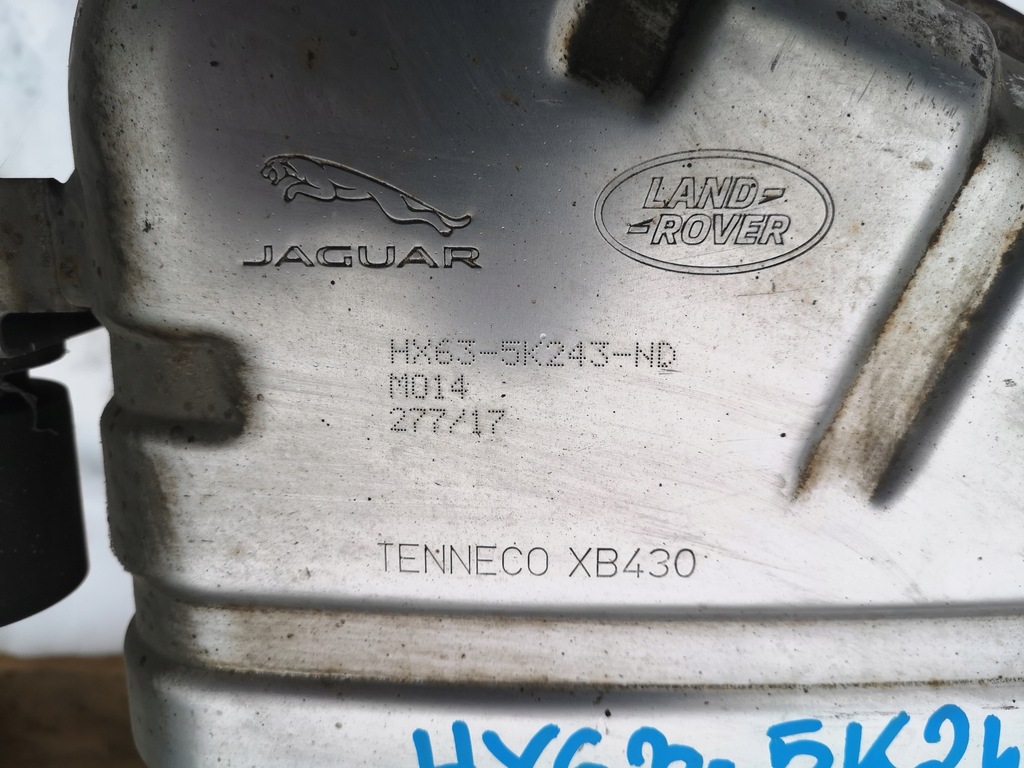 JAGUAR
LAND-
-ROVER
HX63-5K243-ND
M014
277/17
TENNECO XB430